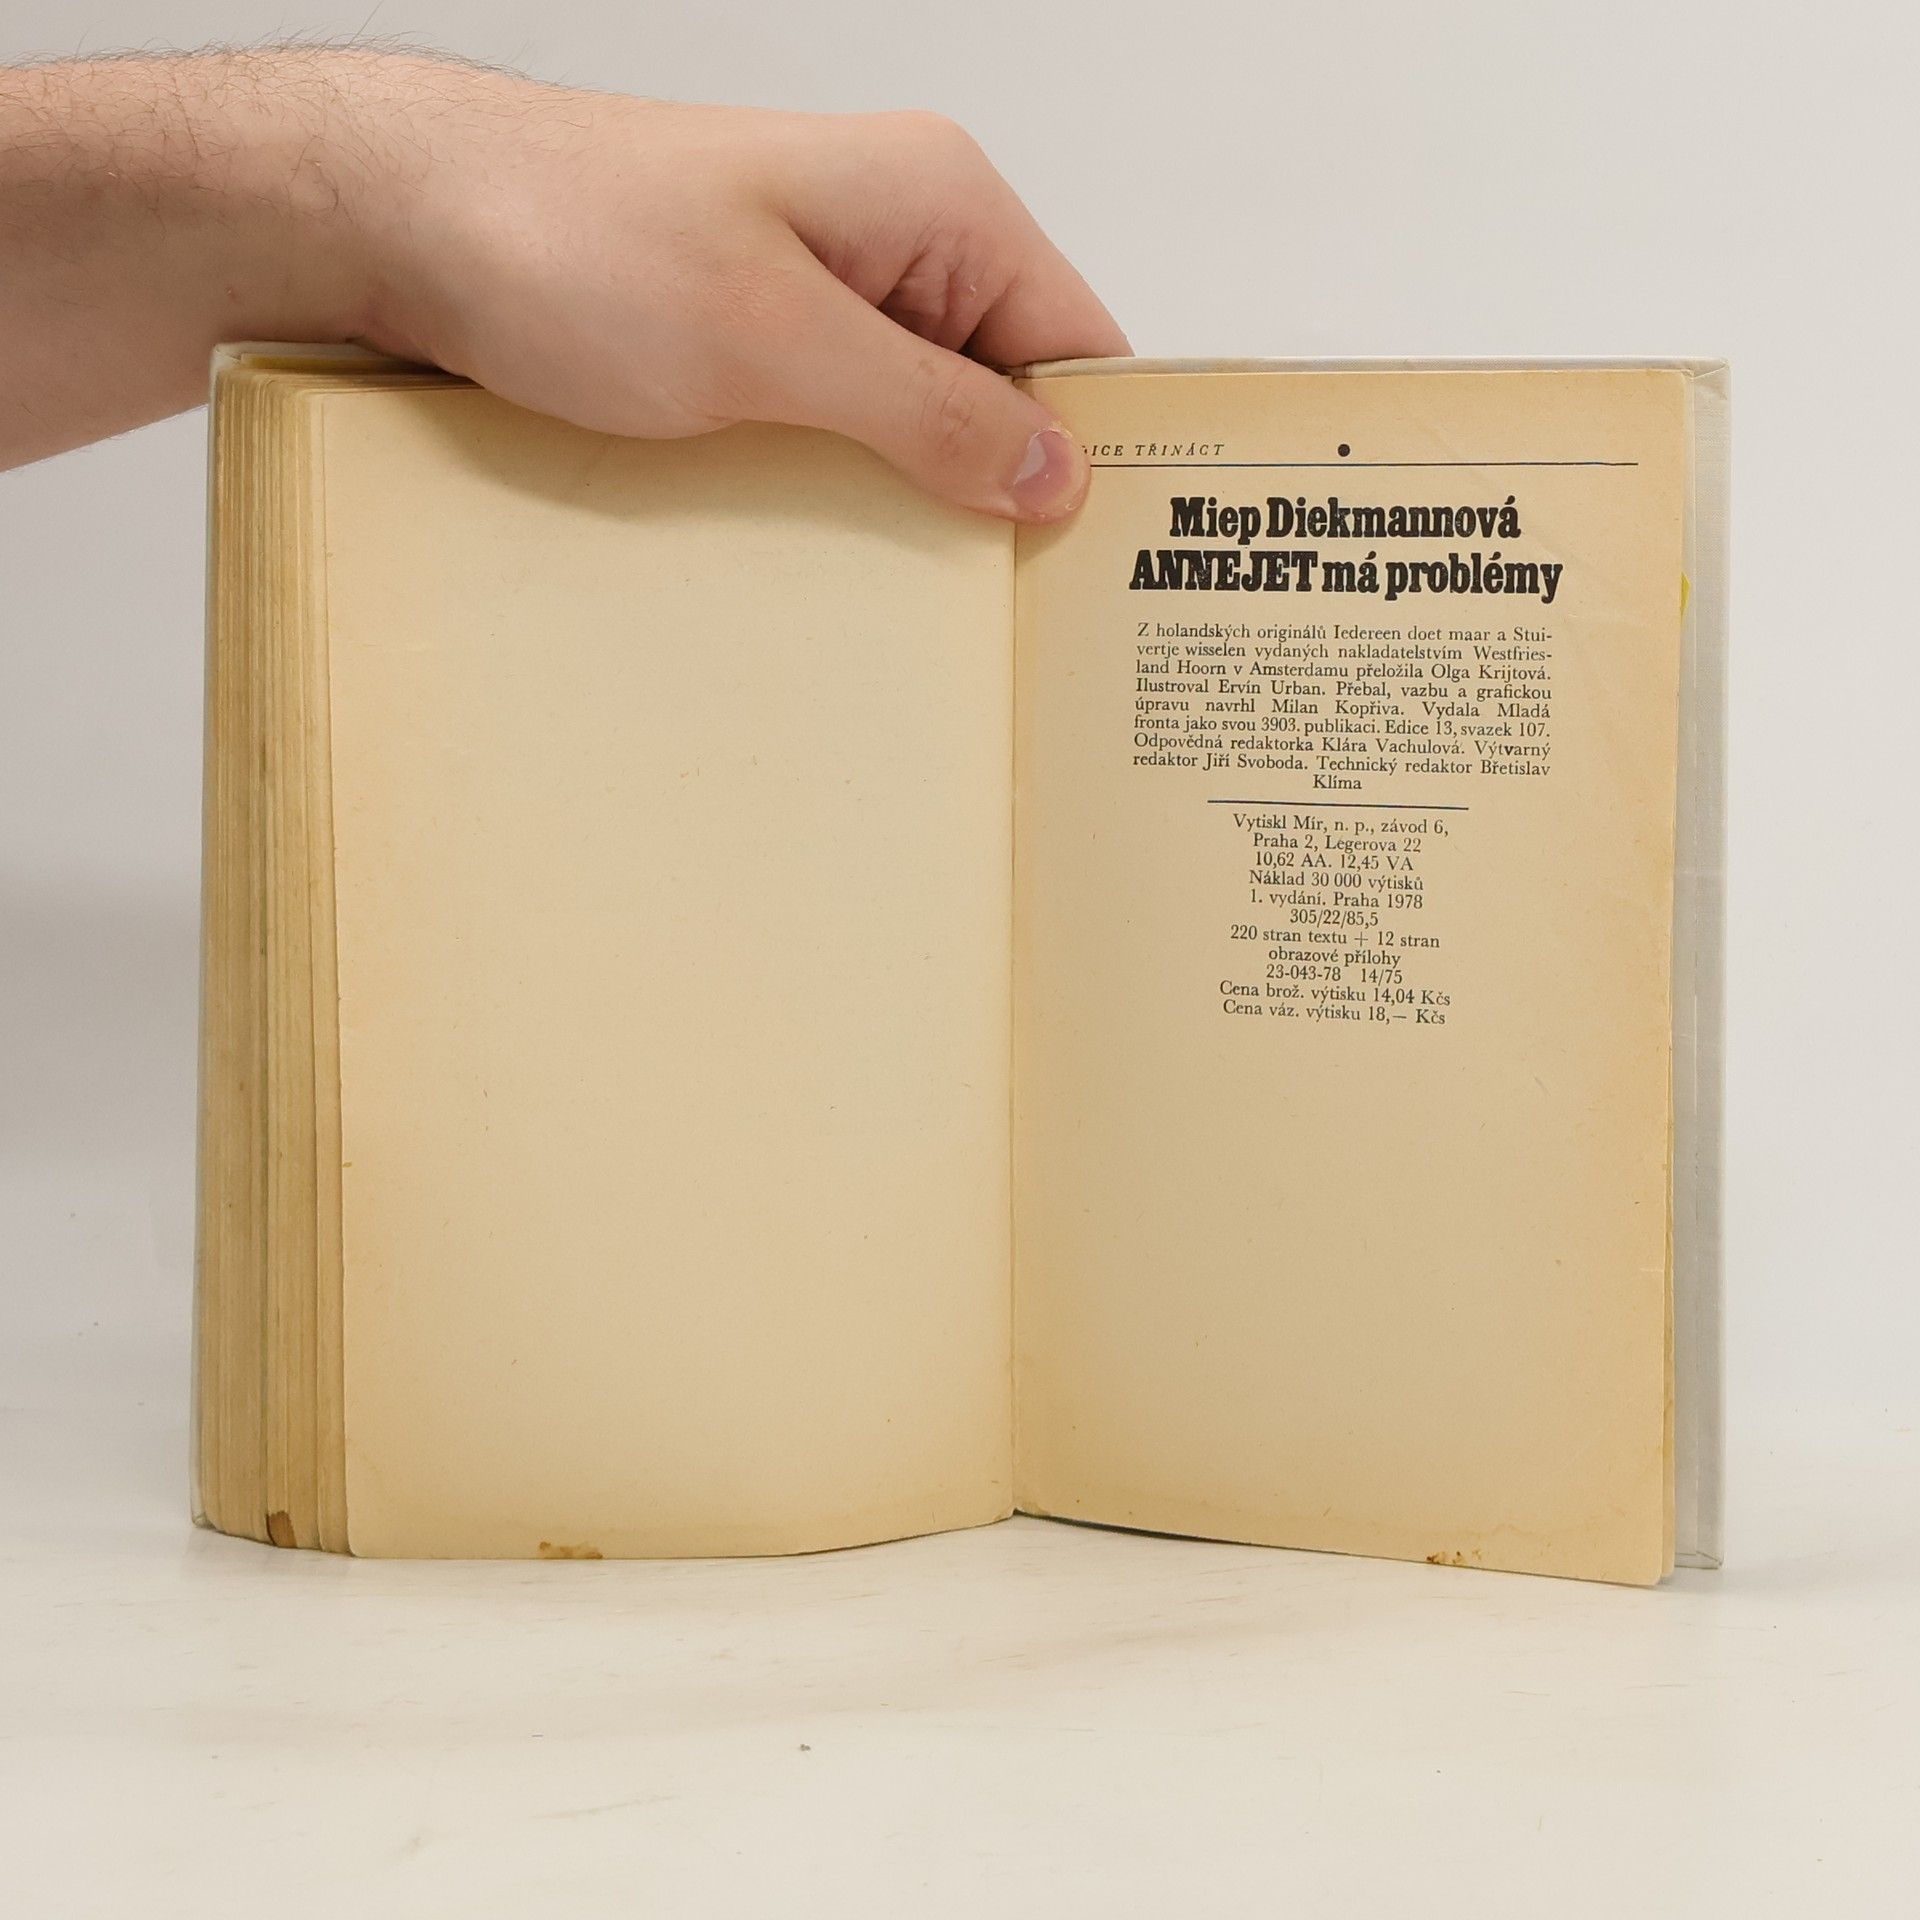 TŘINÁCT
Miep Diekmannová
ANNEJET má problémy
Z holandských originálů Iedereen doet maar a Stui-
vertje wisselen vydaných nakladatelstvím Westfries-
land Hoorn v Amsterdamu přeložila Olga Krijtová.
Ilustroval Ervín Urban. Přebal, vazbu a grafickou
úpravu navrhl Milan Kopřiva. Vydala Mladá
fronta jako svou 3903. publikaci. Edice 13, svazek 107.
Odpovědná redaktorka Klára Vachulová. Výtvarný
redaktor Jiří Svoboda. Technický redaktor Břetislav
Klíma
Vytiskl Mír, n. p., závod 6,
Praha 2, Legerova 22
10,62 AA. 12,45 VA
Náklad 30 000 výtisků
1. vydání. Praha 1978
305/22/85,5
220 stran textu + 12 stran
obrazové přílohy
23-043-78 14/75
Cena brož. výtisku 14,04 Kčs
Cena váz. výtisku 18,— Kčs